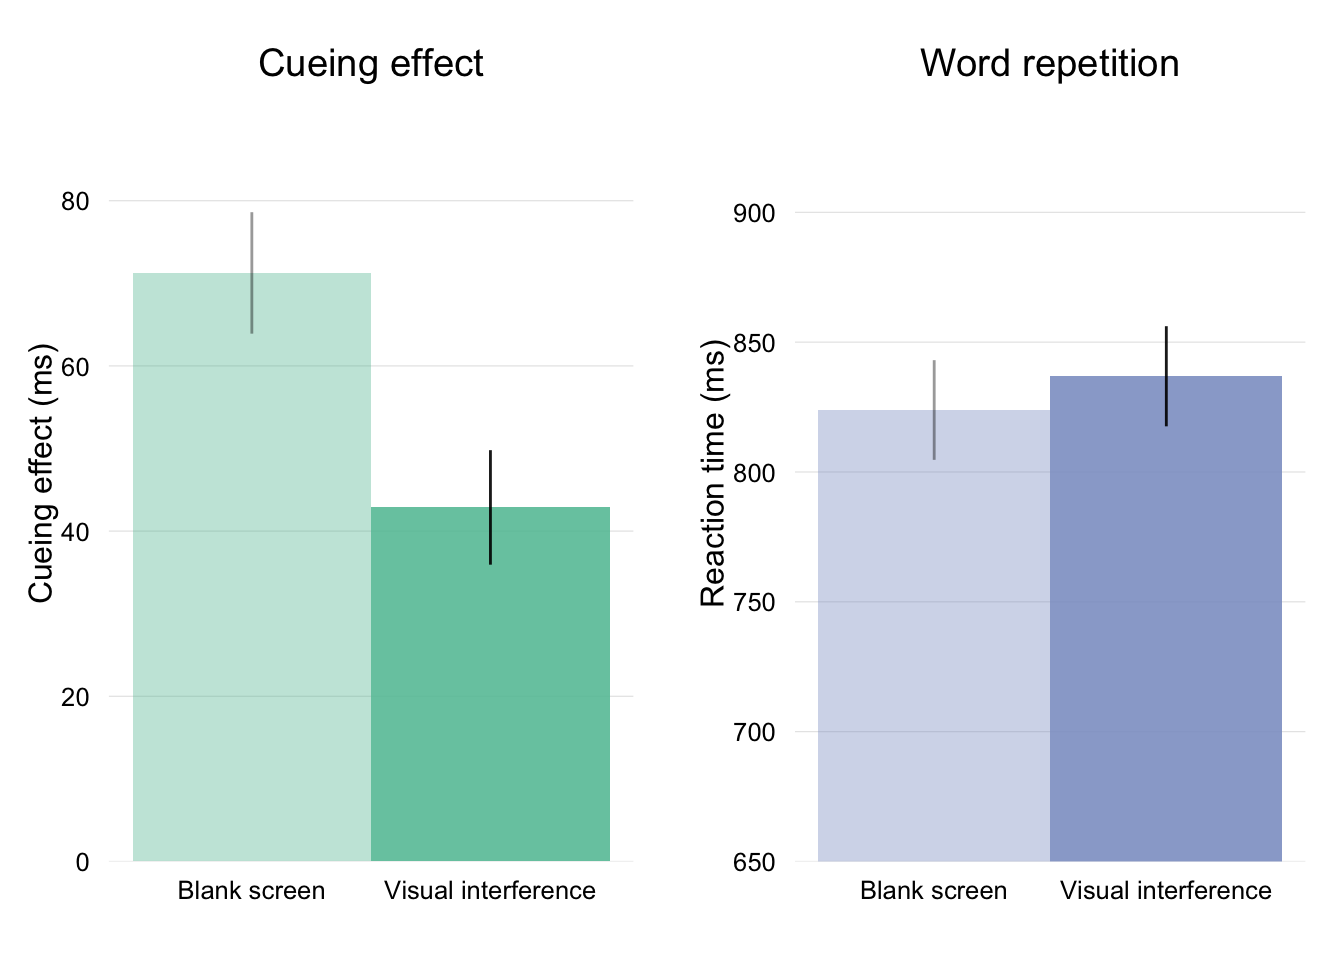 Cueing effect
Cueing effect (ms)
80
60
40
20
0
Blank screen
Visual interference
Word repetition
Reaction time (ms)
900
850
800
750
700
650
Blank screen
Visual interference